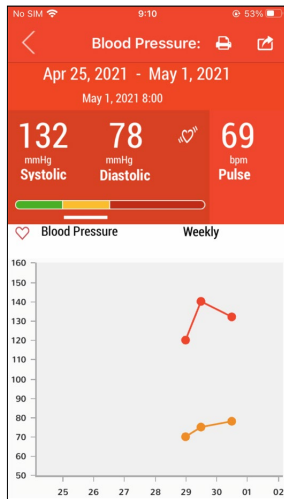 No SIM 9:10 53%
Blood Pressure:
Apr 25, 2021 - May 1, 2021
May 1, 2021 8:00
132 78 69
mmHg mmHg bpm
Systolic Diastolic Pulse
Blood Pressure Weekly
160
150
140
130
120
110
100
90
80
70
60
50
25 26 27 28 29 30 01 02